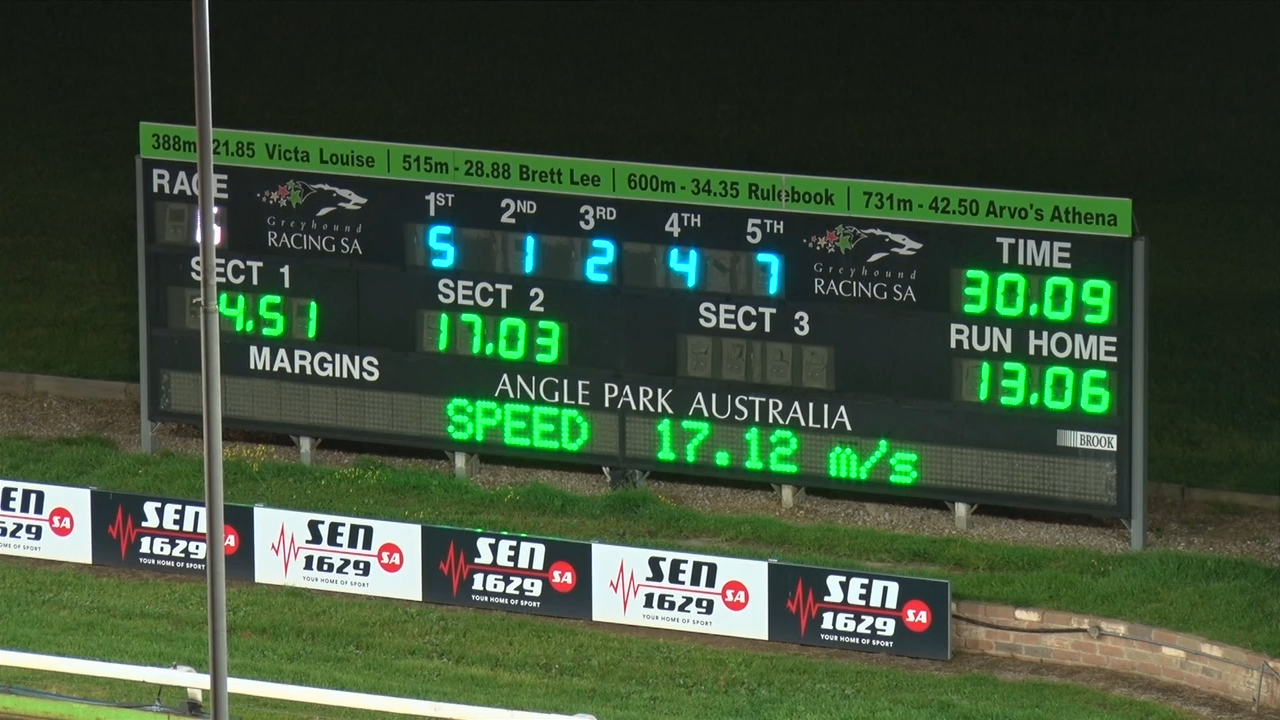 388m 21.85 Victa Louise | 515m - 28.88 Brett Lee | 600m - 34.35 Rulebook | 731m - 42.50 Arvo's Athena
RACE
Greyhound
RACING SA
1ST 2ND 3RD 4TH 5TH
5 1 2 4 7
Greyhound
RACING SA
TIME
30.09
SECT 1
4.51
SECT 2
17.03
SECT 3
RUN HOME
13.06
MARGINS
ANGLE PARK AUSTRALIA
SPEED 17.12 m/s
BROOK
EN
629 SA
HOME OF SPORT
SEN
1629 SA
YOUR HOME OF SPORT
SEN
1629 SA
YOUR HOME OF SPORT
SEN
1629 SA
YOUR HOME OF SPORT
SEN
1629 SA
YOUR HOME OF SPORT
SEN
1629 SA
YOUR HOME OF SPORT